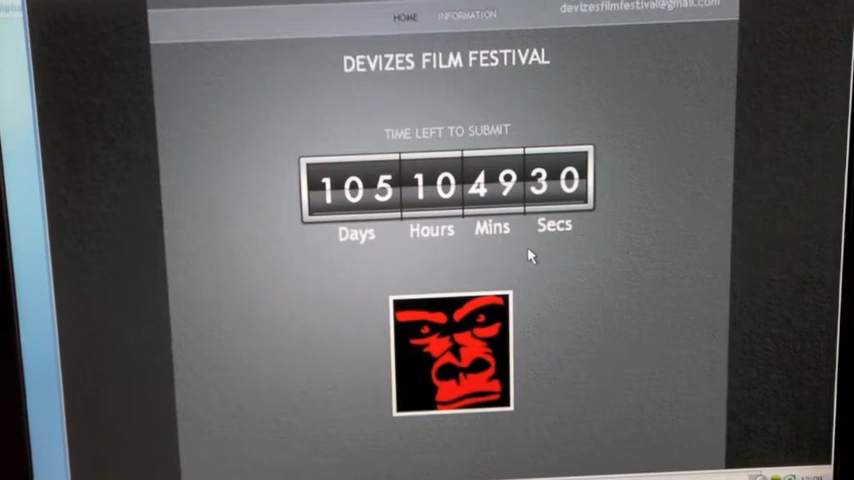 HOME INFORMATION devizesfilmfestival@gmail.com
DEVIZES FILM FESTIVAL
TIME LEFT TO SUBMIT
105 10 49 30
Days Hours Mins Secs